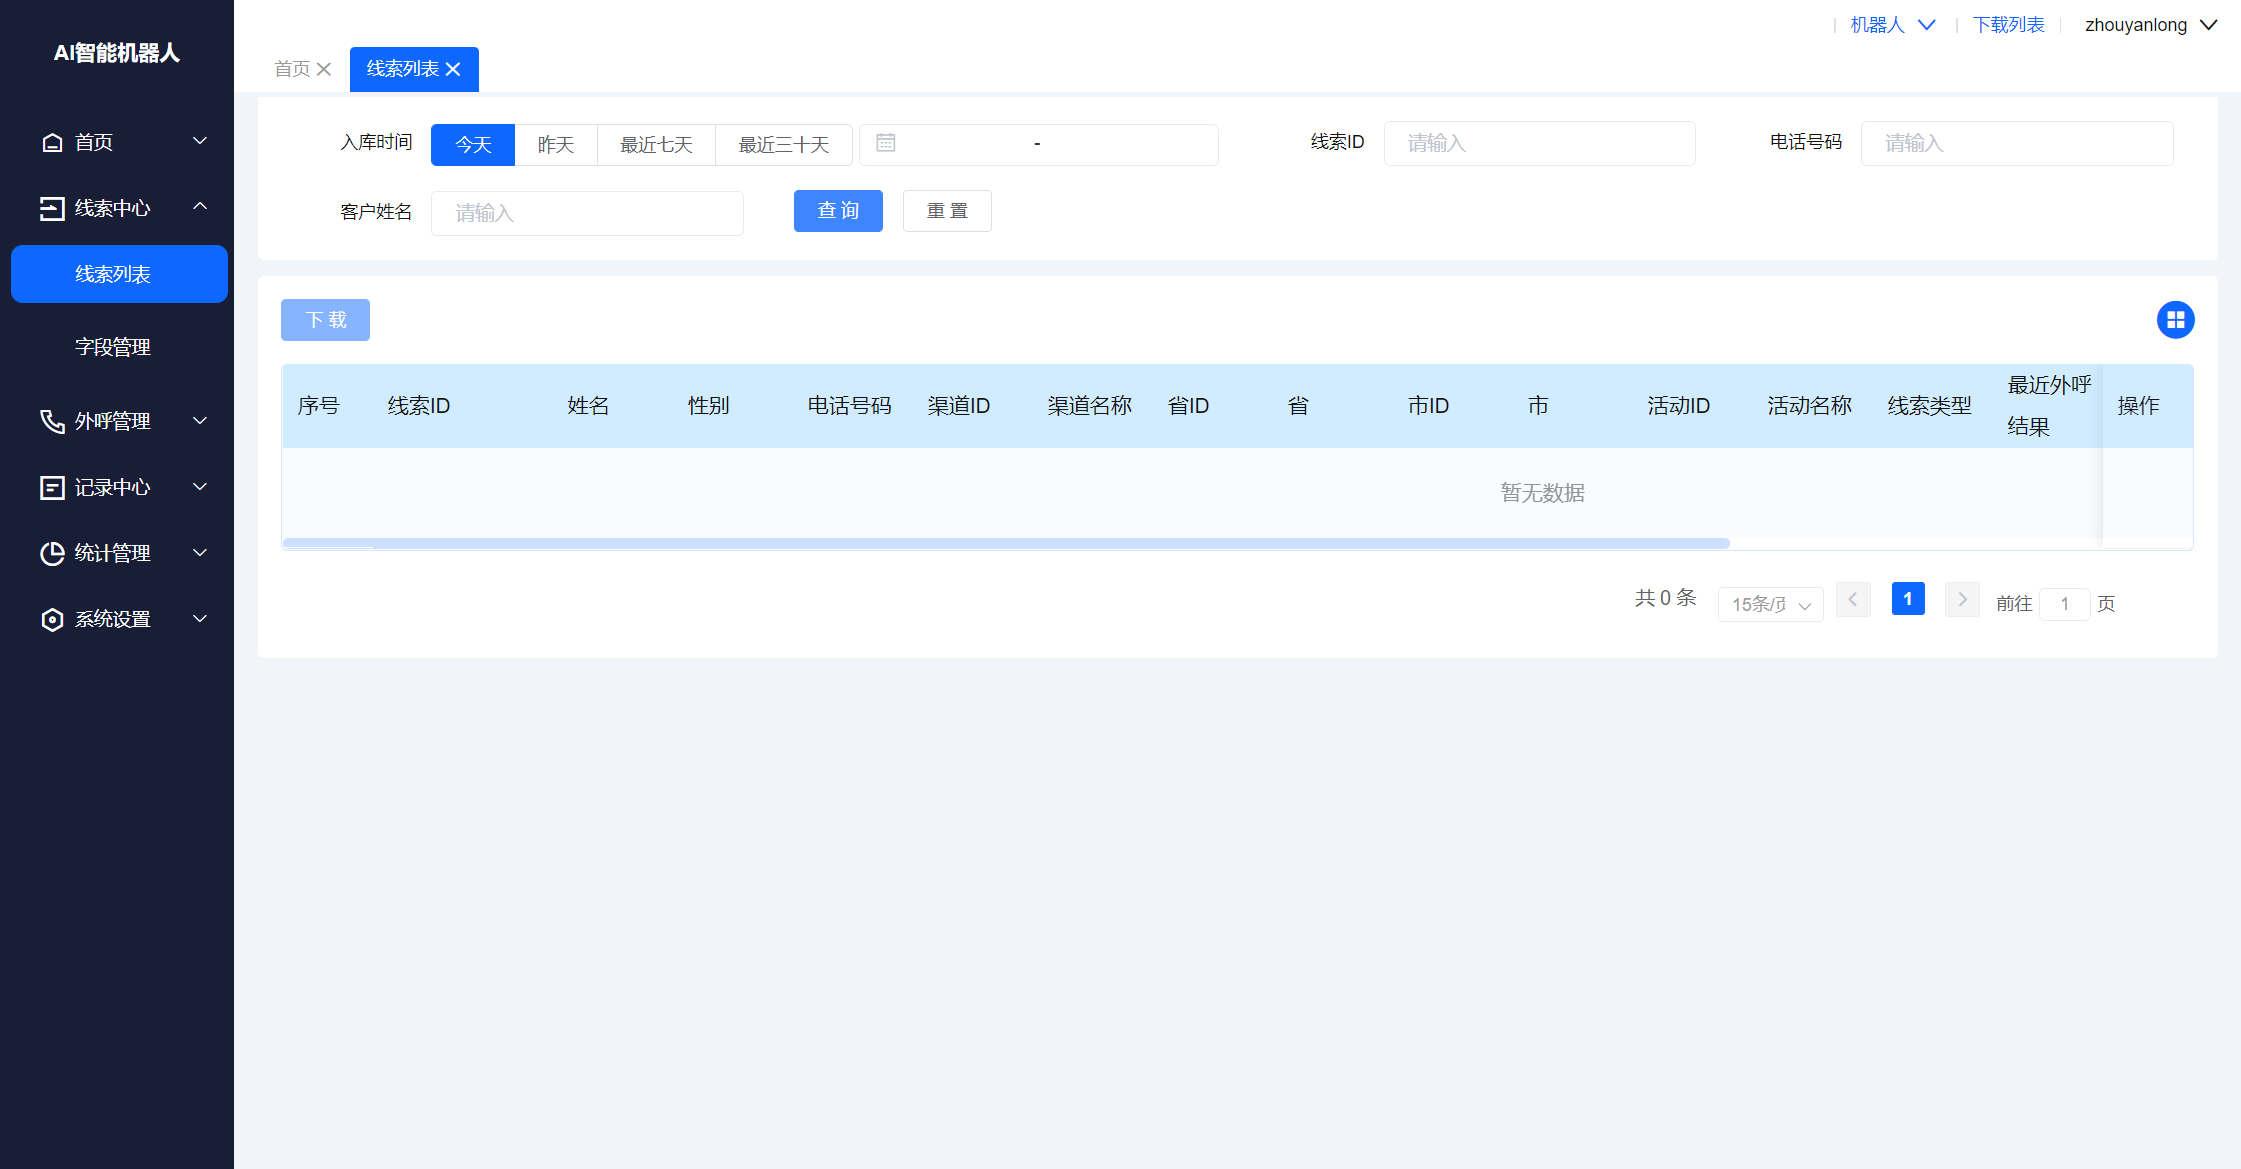 AI智能机器人
首页
线索中心
线索列表
字段管理
外呼管理
记录中心
统计管理
系统设置
机器人
下载列表
zhouyanlong
首页
线索列表
入库时间
今天
昨天
最近七天
最近三十天
-
线索ID
请输入
电话号码
请输入
客户姓名
请输入
查询
重置
下载
序号
线索ID
姓名
性别
电话号码
渠道ID
渠道名称
省ID
省
市ID
市
活动ID
活动名称
线索类型
最近外呼
结果
操作
暂无数据
共 0 条
15条/页
1
前往
1
页